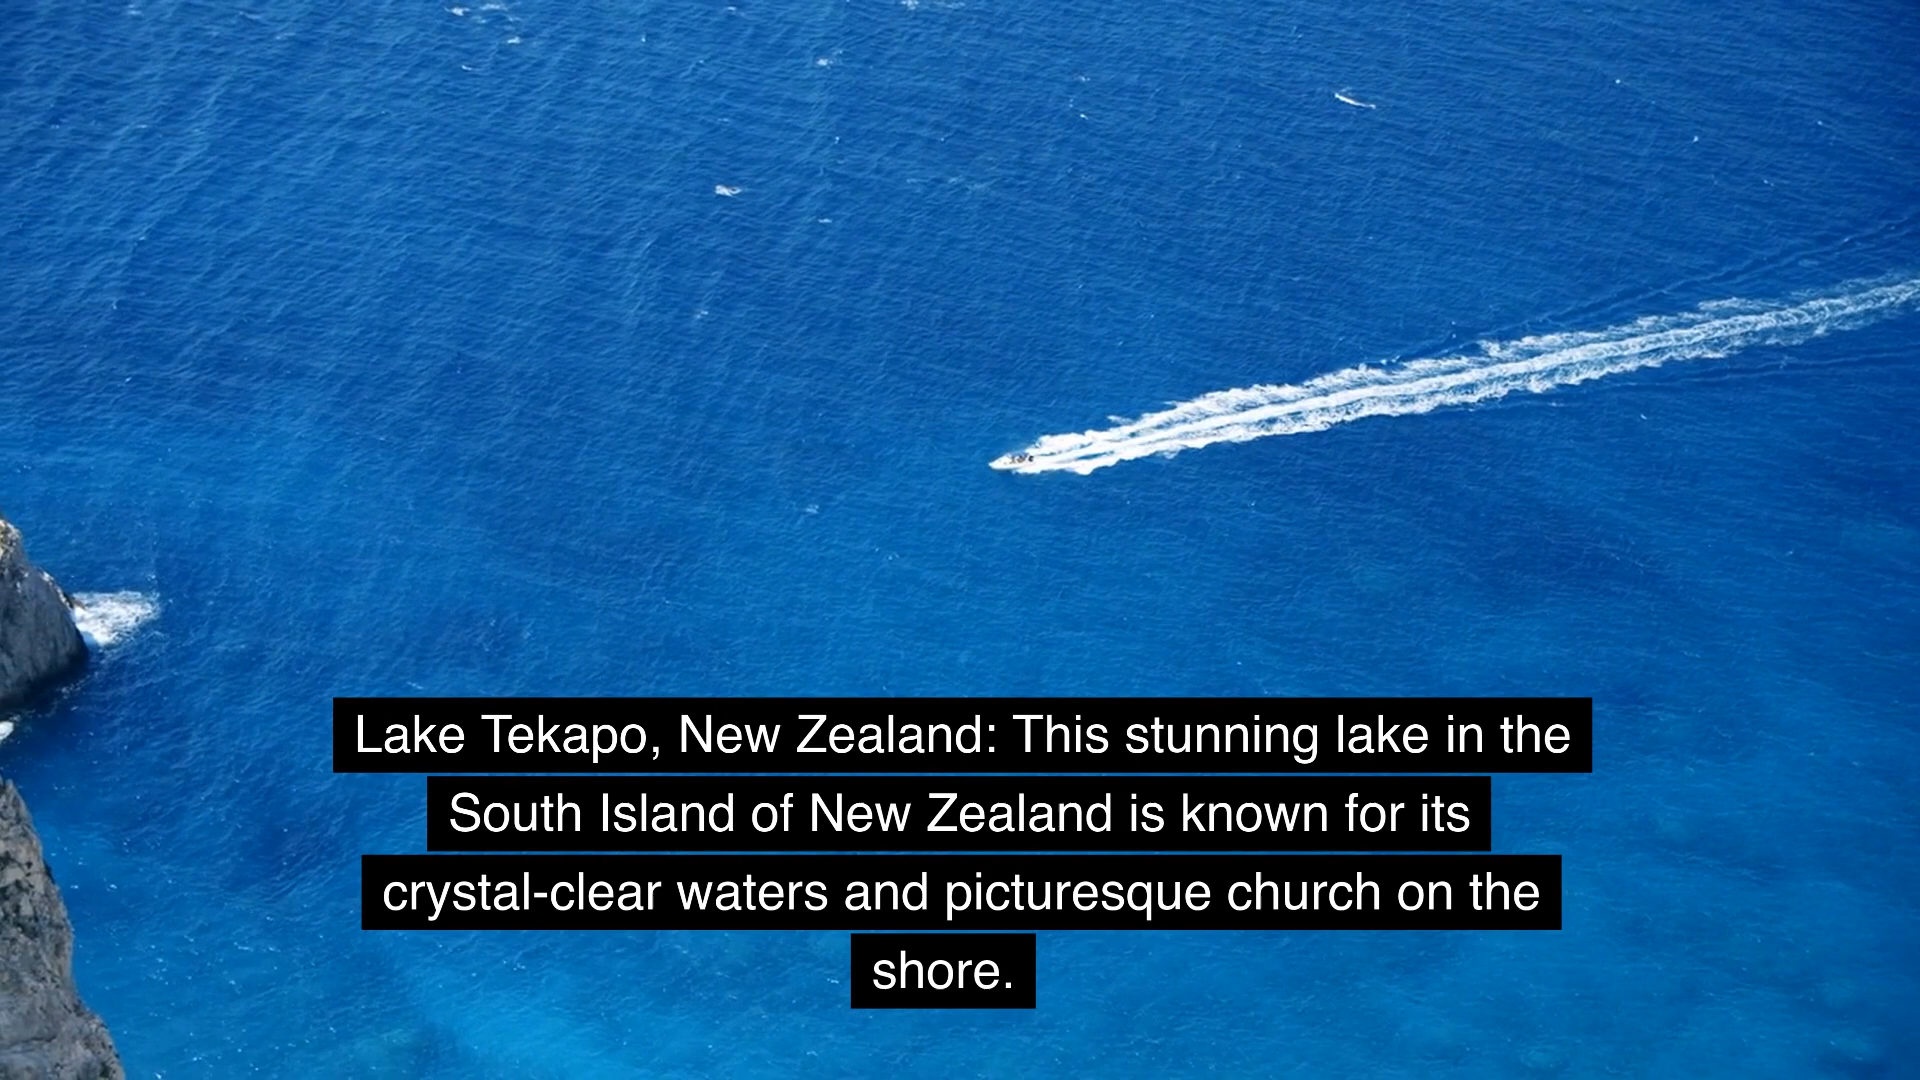 Lake Tekapo, New Zealand: This stunning lake in the
South Island of New Zealand is known for its
crystal-clear waters and picturesque church on the
shore.